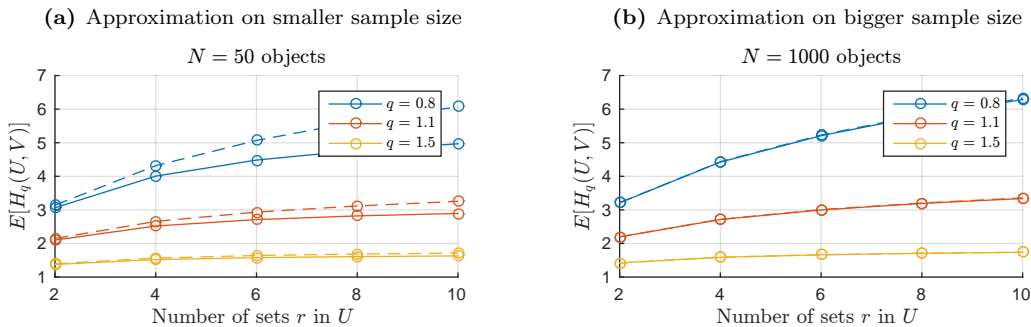 (a) Approximation on smaller sample size
N = 50 objects
7
6
5
4
3
2
1
E[H_q(U, V)]
q = 0.8
q = 1.1
q = 1.5
2 4 6 8 10
Number of sets r in U
(b) Approximation on bigger sample size
N = 1000 objects
7
6
5
4
3
2
1
E[H_q(U, V)]
q = 0.8
q = 1.1
q = 1.5
2 4 6 8 10
Number of sets r in U